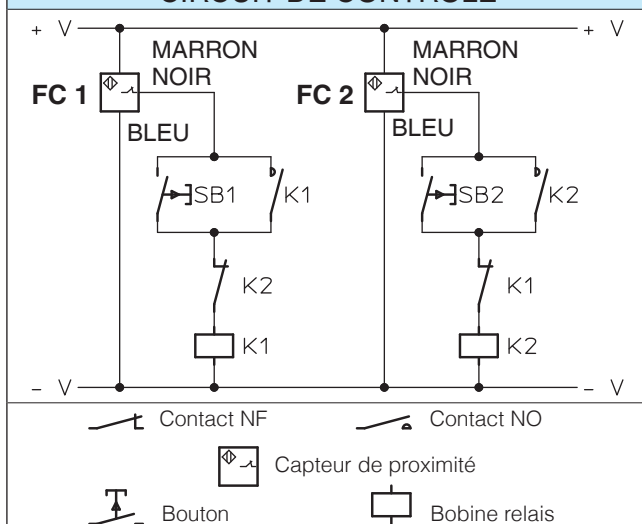 CIRCUIT DE CONTRÔLE
+ V + V
MARRON MARRON
NOIR NOIR
FC 1 FC 2
BLEU BLEU
SB1 K1 SB2 K2
K2 K1
K1 K2
− V − V
Contact NF Contact NO
Capteur de proximité
Bouton Bobine relais